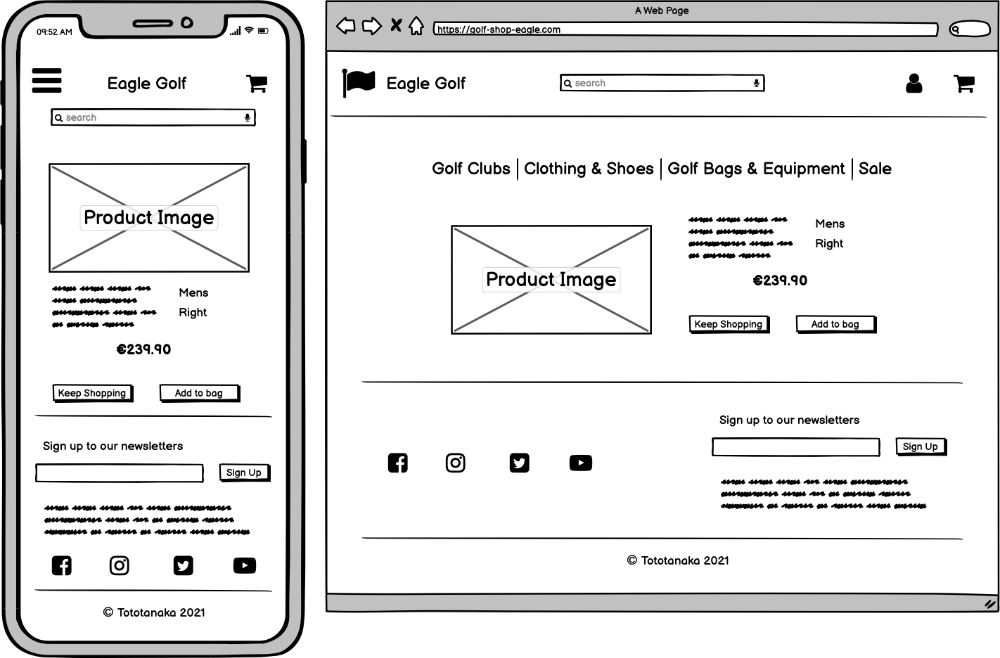 09:52 AM
Eagle Golf
search
Product Image
Mens
Right
€239.90
Keep Shopping
Add to bag
Sign up to our newsletters
Sign Up
© Tototanaka 2021
A Web Page
https://golf-shop-eagle.com
Eagle Golf
search
Golf Clubs
Clothing & Shoes
Golf Bags & Equipment
Sale
Product Image
Mens
Right
€239.90
Keep Shopping
Add to bag
Sign up to our newsletters
Sign Up
© Tototanaka 2021